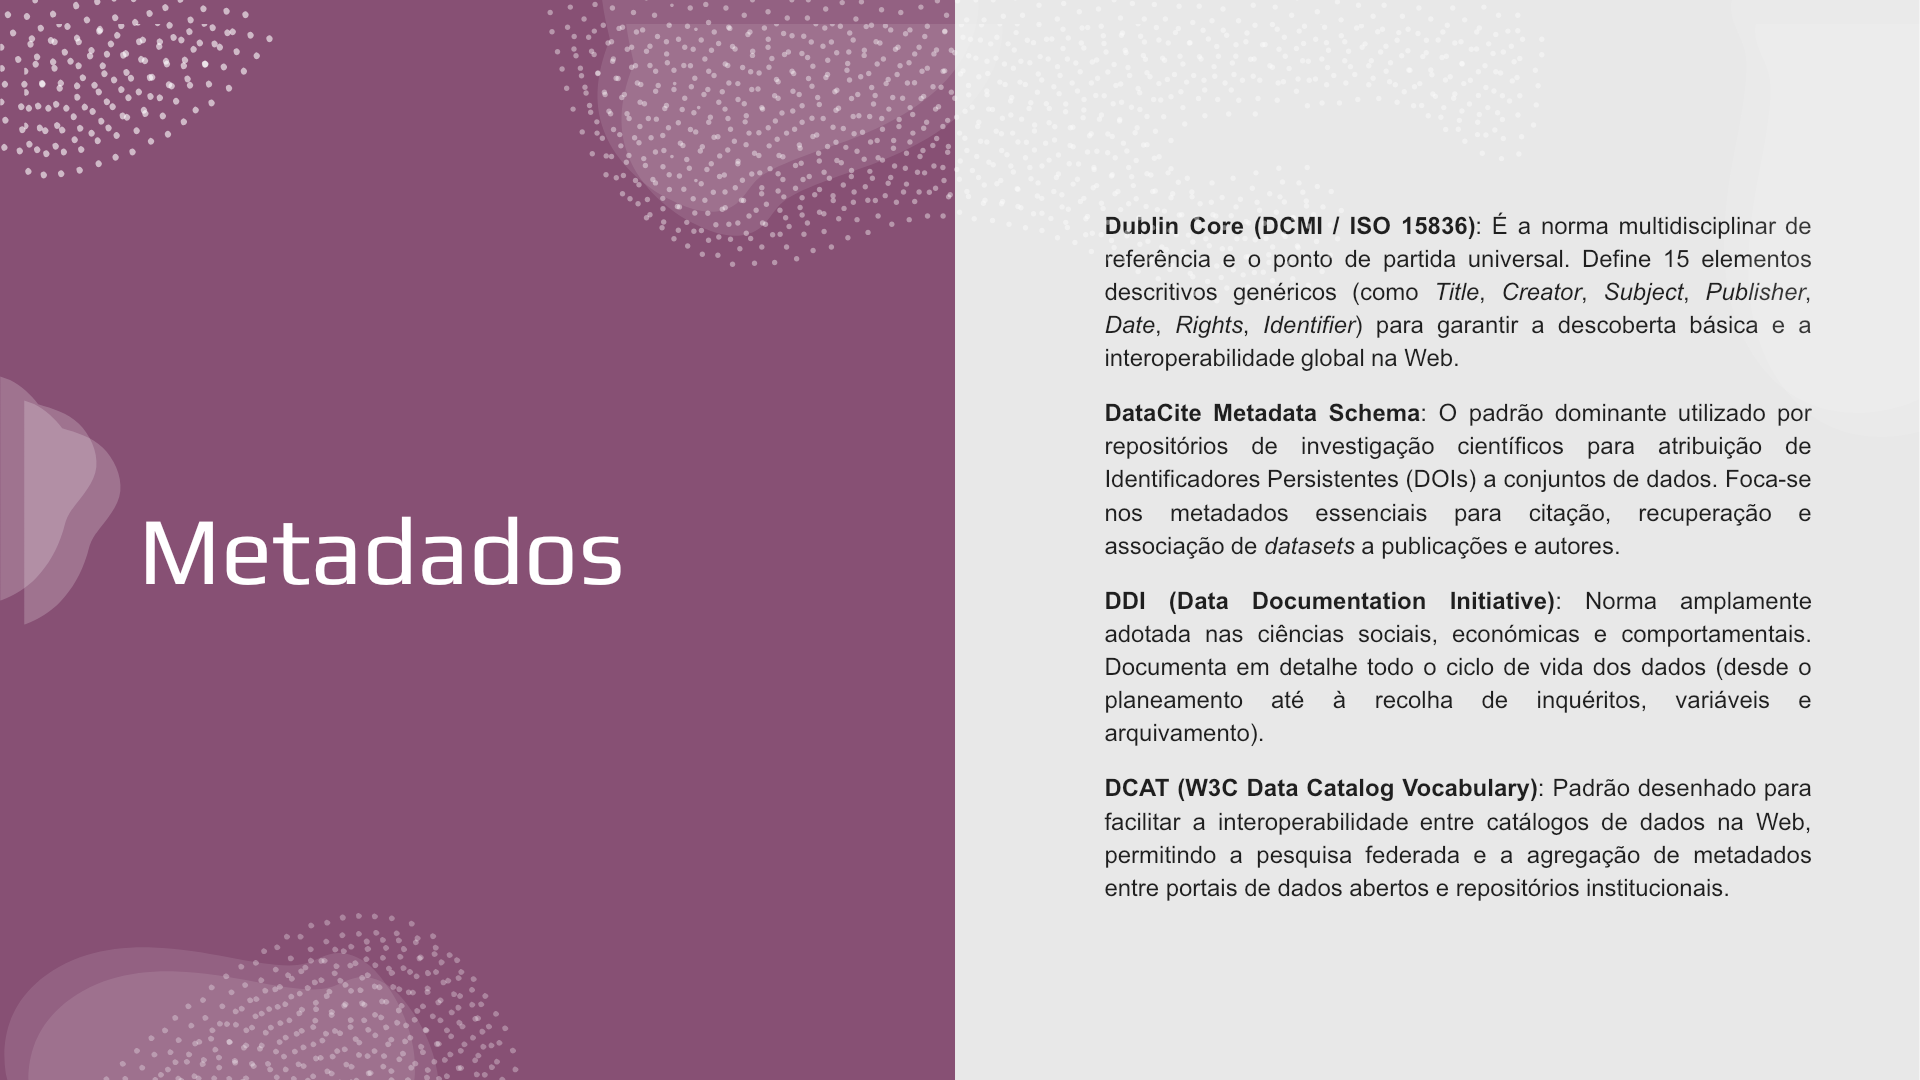 Metadados
Dublin Core (DCMI / ISO 15836): É a norma multidisciplinar de
referência e o ponto de partida universal. Define 15 elementos
descritivos genéricos (como Title, Creator, Subject, Publisher,
Date, Rights, Identifier) para garantir a descoberta básica e a
interoperabilidade global na Web.
DataCite Metadata Schema: O padrão dominante utilizado por
repositórios de investigação científicos para atribuição de
Identificadores Persistentes (DOIs) a conjuntos de dados. Foca-se
nos metadados essenciais para citação, recuperação e
associação de datasets a publicações e autores.
DDI (Data Documentation Initiative): Norma amplamente
adotada nas ciências sociais, económicas e comportamentais.
Documenta em detalhe todo o ciclo de vida dos dados (desde o
planeamento até à recolha de inquéritos, variáveis e
arquivamento).
DCAT (W3C Data Catalog Vocabulary): Padrão desenhado para
facilitar a interoperabilidade entre catálogos de dados na Web,
permitindo a pesquisa federada e a agregação de metadados
entre portais de dados abertos e repositórios institucionais.